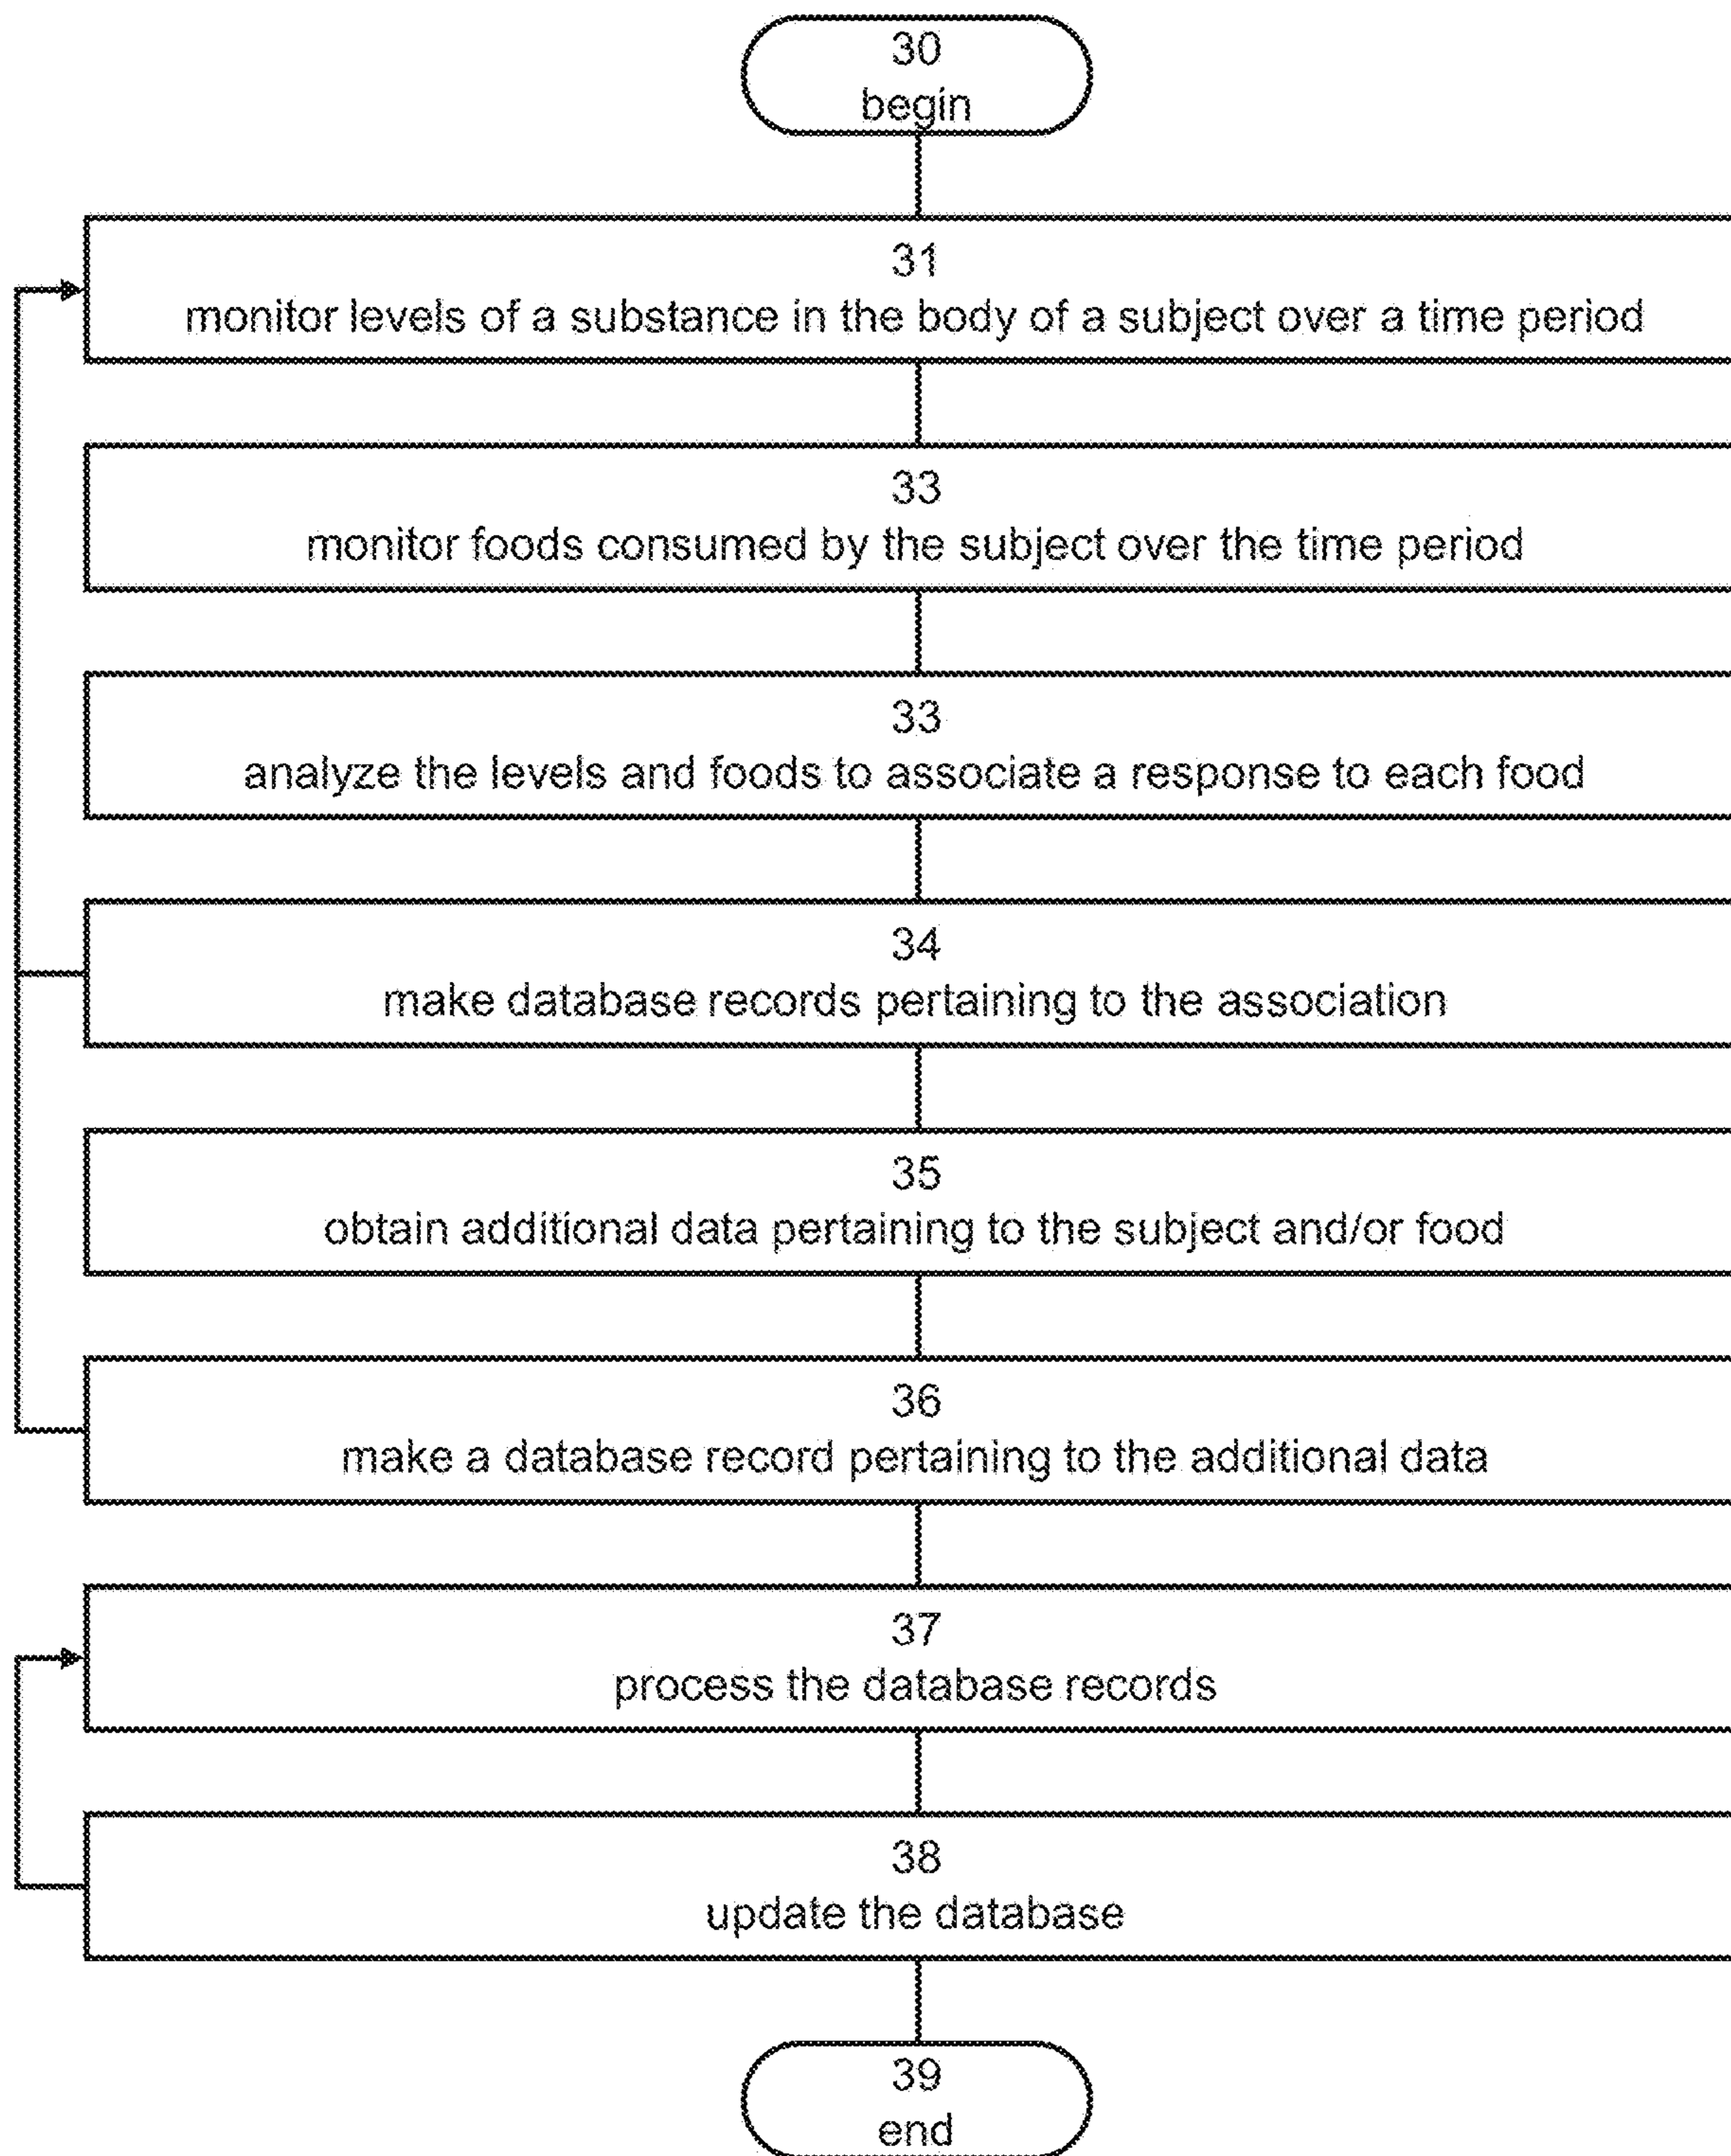 30
begin
31
monitor levels of a substance in the body of a subject over a time period
33
monitor foods consumed by the subject over the time period
33
analyze the levels and foods to associate a response to each food
34
make database records pertaining to the association
35
obtain additional data pertaining to the subject and/or food
36
make a database record pertaining to the additional data
37
process the database records
38
update the database
39
end